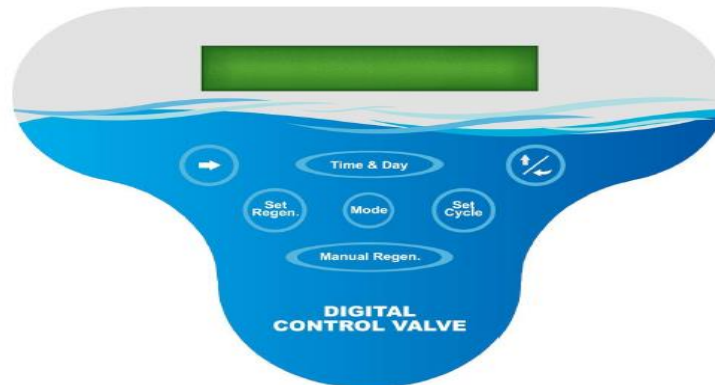 Time & Day
Set
Regen.
Mode
Set
Cycle
Manual Regen.
DIGITAL
CONTROL VALVE